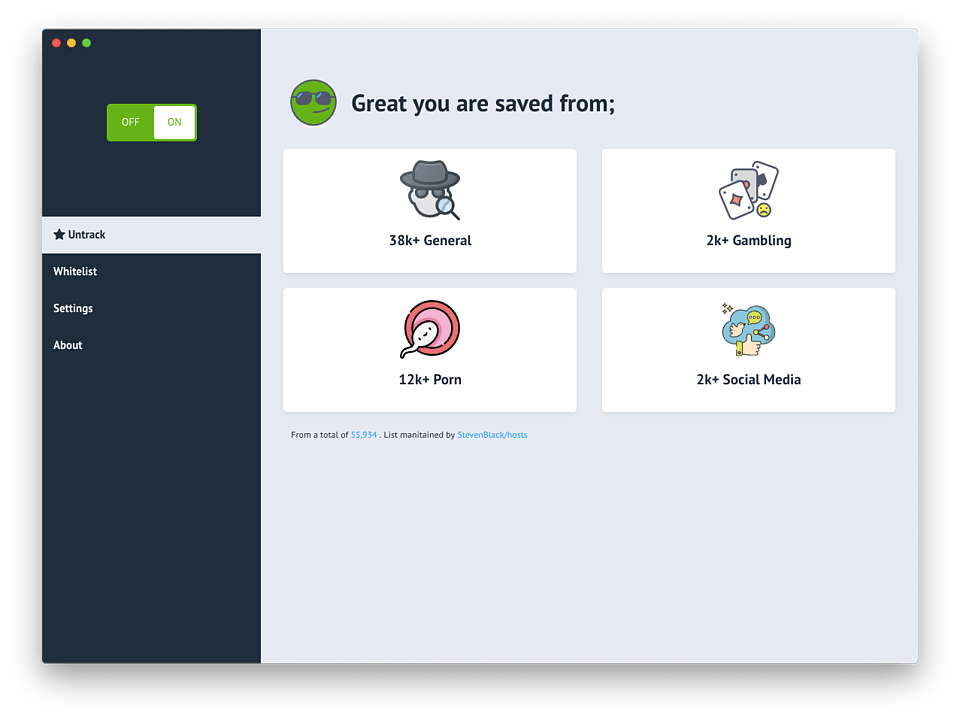 OFF ON
Untrack
Whitelist
Settings
About
Great you are saved from;
38k+ General
2k+ Gambling
12k+ Porn
2k+ Social Media
From a total of 55,934 . List manitained by StevenBlack/hosts